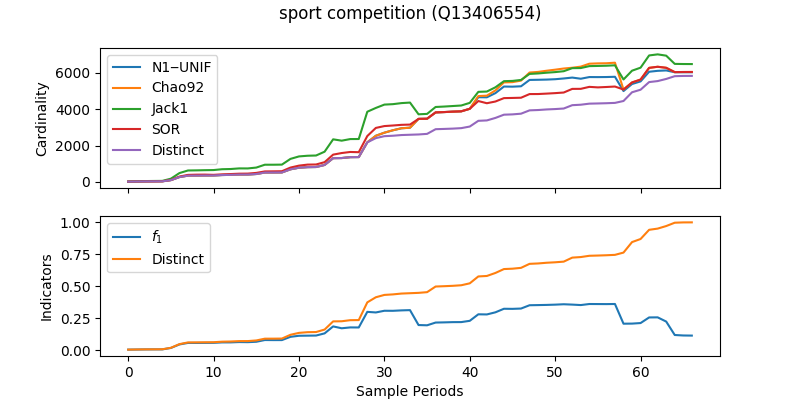 sport competition (Q13406554)
Cardinality
6000
4000
2000
0
N1−UNIF
Chao92
Jack1
SOR
Distinct
Indicators
1.00
0.75
0.50
0.25
0.00
f1
Distinct
0 10 20 30 40 50 60
Sample Periods